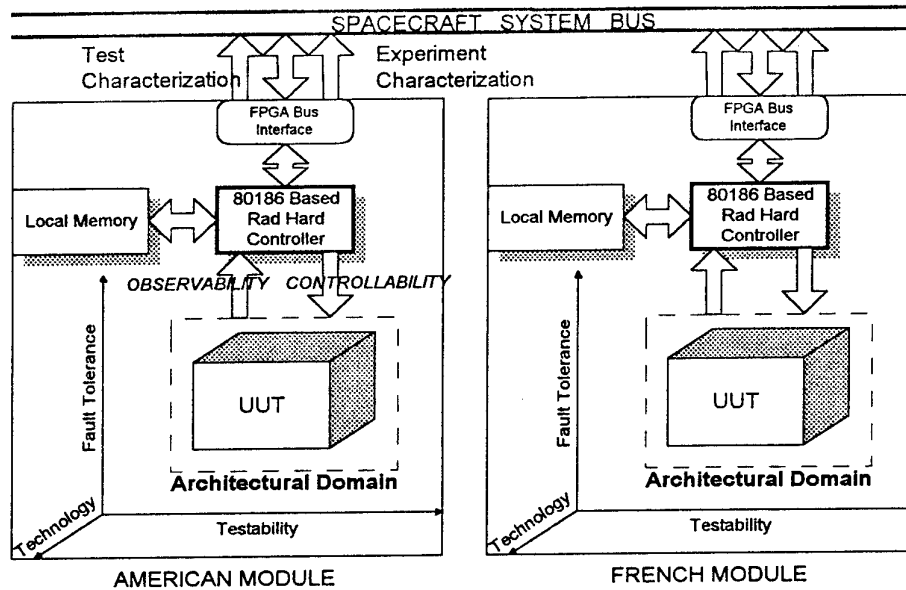 SPACECRAFT SYSTEM BUS
Test
Characterization
Experiment
Characterization
FPGA Bus
Interface
Local Memory
80186 Based
Rad Hard
Controller
OBSERVABILITY CONTROLLABILITY
Fault Tolerance
UUT
Architectural Domain
Technology
Testability
AMERICAN MODULE
FPGA Bus
Interface
Local Memory
80186 Based
Rad Hard
Controller
Fault Tolerance
UUT
Architectural Domain
Technology
Testability
FRENCH MODULE